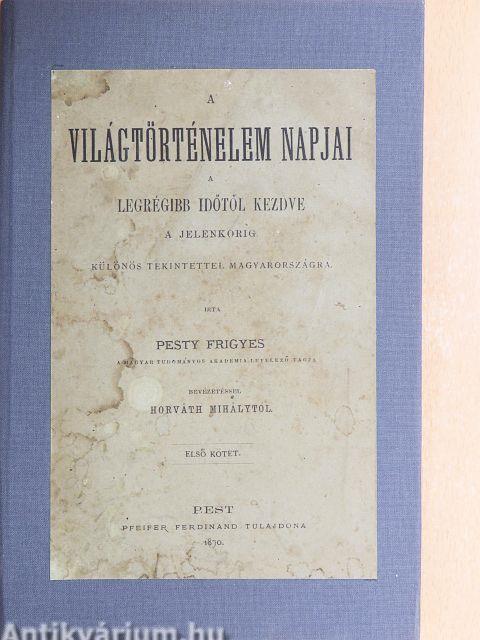 A
VILÁGTÖRTÉNELEM NAPJAI
A
LEGRÉGIBB IDŐTŐL KEZDVE
A JELENKORIG
KÜLÖNÖS TEKINTETTEL MAGYARORSZÁGRA.
IRTA
PESTY FRIGYES
A MAGYAR TUDOMÁNYOS AKADEMIA LEVELEZŐ TAGJA
BEVEZETÉSSEL
HORVÁTH MIHÁLYTÓL.
ELSŐ KÖTET.
PEST
PFEIFER FERDINAND TULAJDONA
1870.
Antikvárium.hu